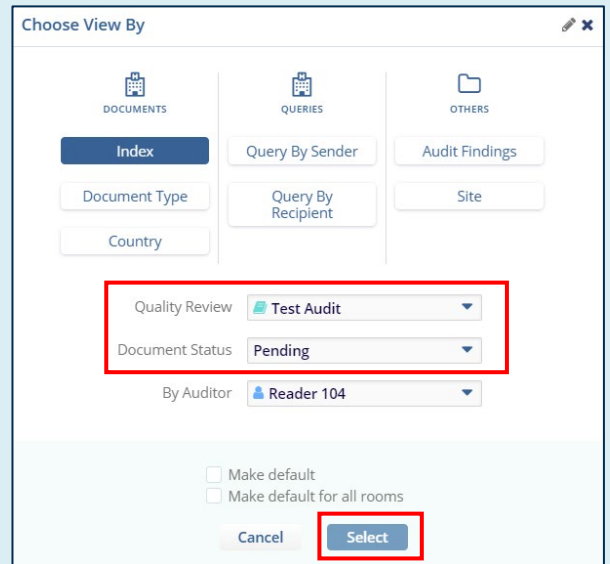 Choose View By
DOCUMENTS
QUERIES
OTHERS
Index
Query By Sender
Audit Findings
Document Type
Query By
Recipient
Site
Country
Quality Review Test Audit
Document Status Pending
By Auditor Reader 104
Make default
Make default for all rooms
Cancel
Select